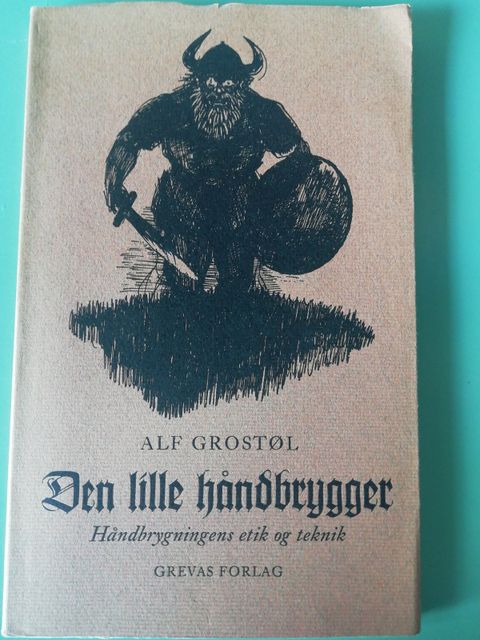 ALF GROSTØL
Den lille håndbrygger
Håndbrygningens etik og teknik
GREVAS FORLAG